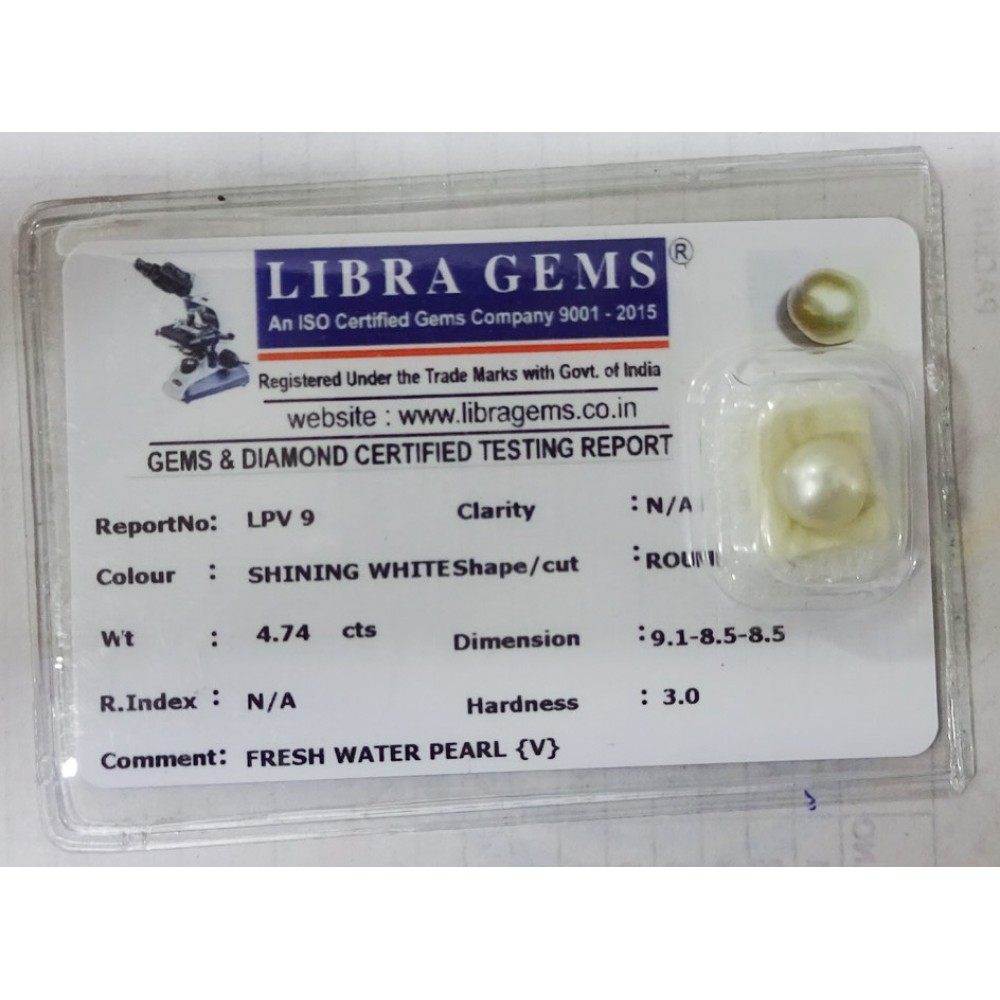 LIBRA GEMS ®
An ISO Certified Gems Company 9001 - 2015
Registered Under the Trade Marks with Govt. of India
website : www.libragems.co.in
GEMS & DIAMOND CERTIFIED TESTING REPORT
ReportNo: LPV 9 Clarity : N/A
Colour : SHINING WHITE Shape/cut :
Wt : 4.74 cts Dimension : 9.1-8.5-8.5
R.Index : N/A Hardness : 3.0
Comment: FRESH WATER PEARL {V}